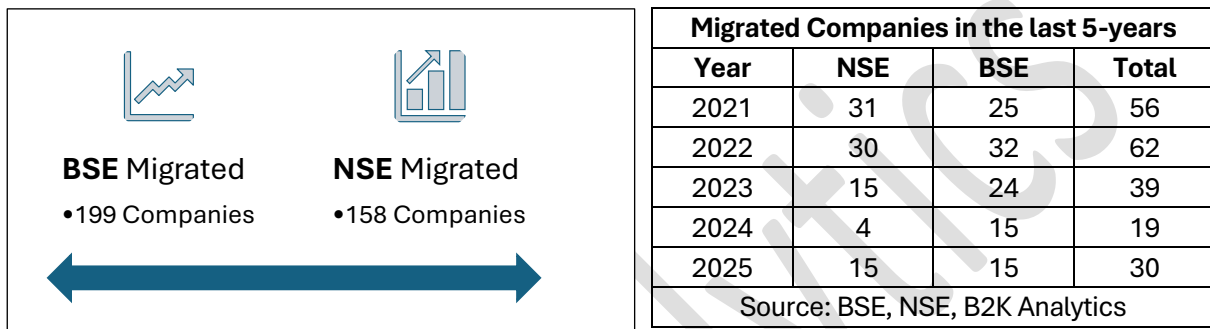 BSE Migrated
•199 Companies
NSE Migrated
•158 Companies
Migrated Companies in the last 5-years
Year NSE BSE Total
2021 31 25 56
2022 30 32 62
2023 15 24 39
2024 4 15 19
2025 15 15 30
Source: BSE, NSE, B2K Analytics